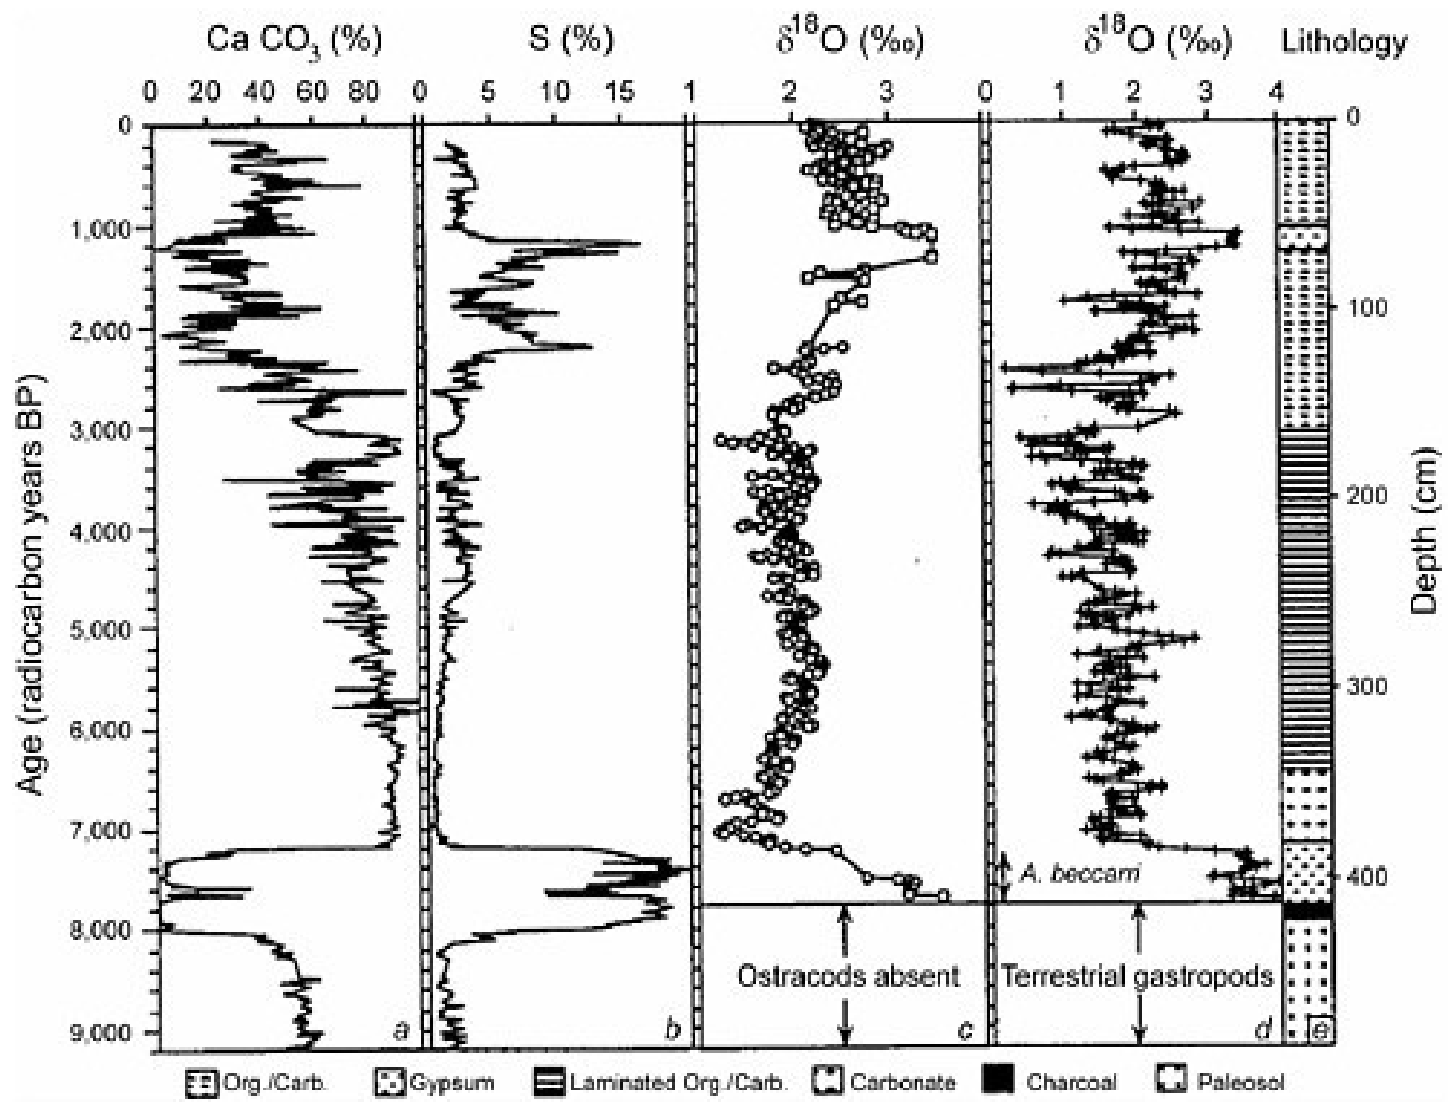 Ca CO3 (%) S (%) δ18O (‰) δ18O (‰) Lithology
0 20 40 60 80 0 5 10 15 1 2 3 0 1 2 3 4
0 0
1,000
100
2,000
3,000
200
4,000
5,000
300
6,000
7,000
400
8,000
9,000
Age (radiocarbon years BP)
Depth (cm)
A. beccarri
Ostracods absent Terrestrial gastropods
a b c d e
Org./Carb. Gypsum Laminated Org./Carb. Carbonate Charcoal Paleosol